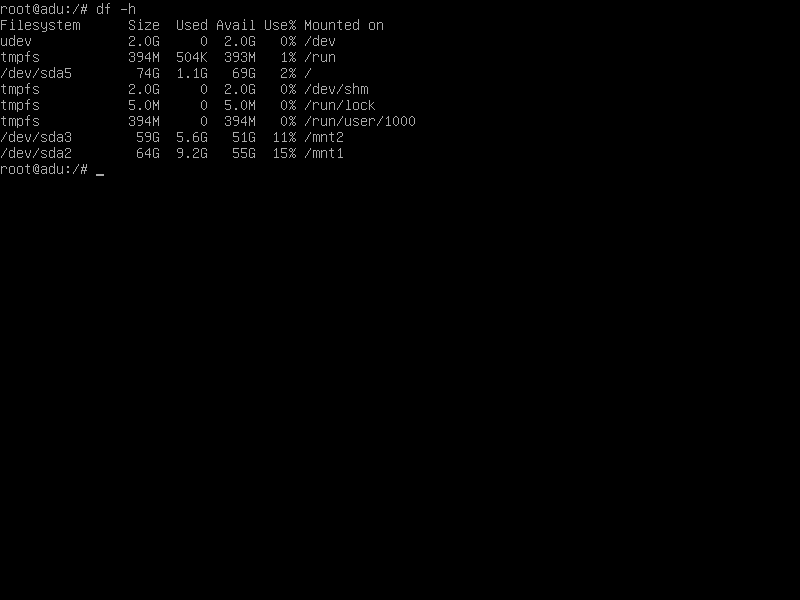 root@adu:/# df -h
Filesystem      Size  Used Avail Use% Mounted on
udev            2.0G     0  2.0G   0% /dev
tmpfs           394M  504K  393M   1% /run
/dev/sda5        74G  1.1G   69G   2% /
tmpfs           2.0G     0  2.0G   0% /dev/shm
tmpfs           5.0M     0  5.0M   0% /run/lock
tmpfs           394M     0  394M   0% /run/user/1000
/dev/sda3        59G  5.6G   51G  11% /mnt2
/dev/sda2        64G  9.2G   55G  15% /mnt1
root@adu:/# _